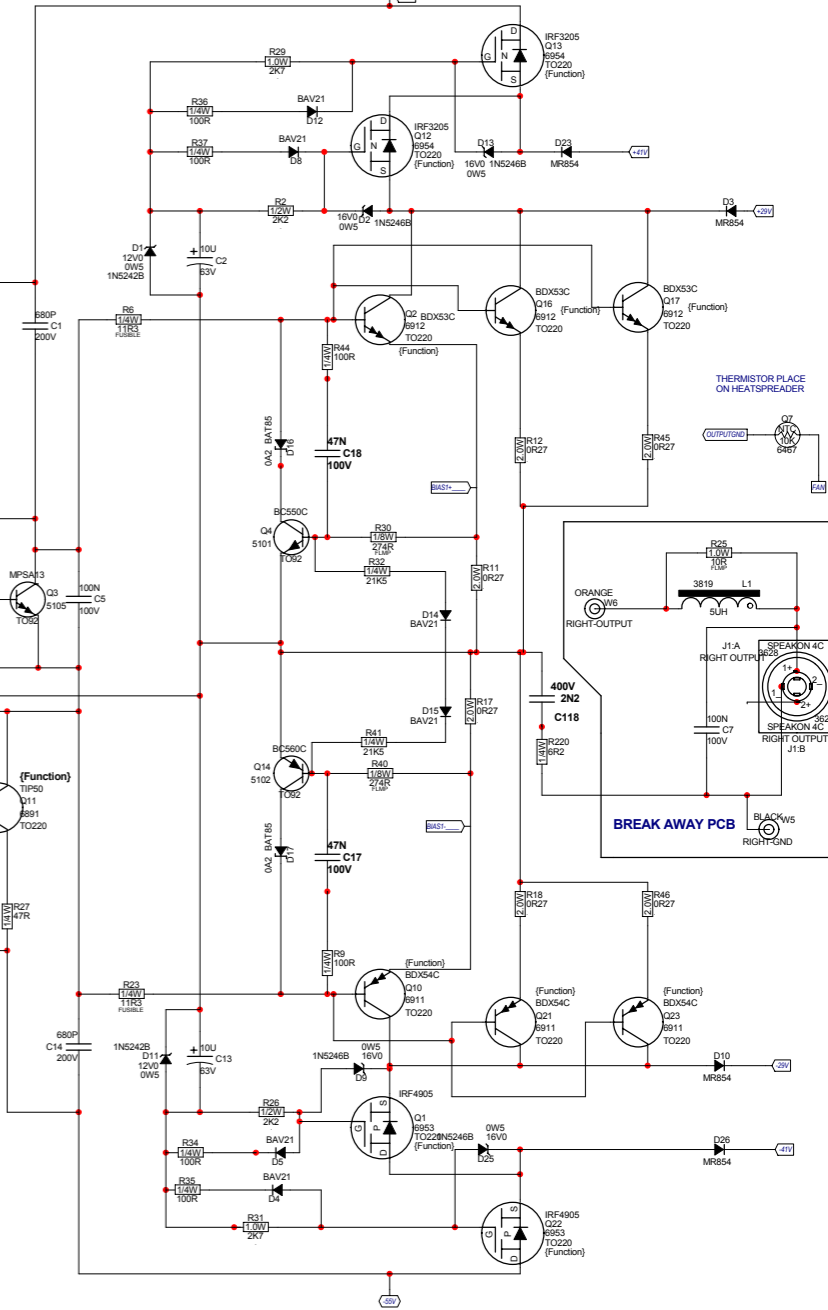 IRF3205
Q13
6954
TO220
{Function}
D
G N
S
R29
1.0W
2K7
R36
1/4W
100R
BAV21
D12
IRF3205
Q12
6954
TO220
{Function}
D
G N
S
R37
1/4W
100R
BAV21
D8
D13
16V0 1N5246B
0W5
D23
MR854
+41V
R2
1/2W
2K2
16V0
0W5 D2 1N5246B
D3
MR854
+29V
D1
12V0
0W5
1N5242B
+ 10U
C2
63V
680P
C1
200V
R6
1/4W
11R3
FUSIBLE
Q2 BDX53C
6912
TO220
{Function}
BDX53C
Q16 {Function}
6912
TO220
BDX53C
Q17 {Function}
6912
TO220
R44
100R
1/4W
THERMISTOR PLACE
ON HEATSPREADER
OUTPUTGND
Q7
NTC
10K
6467
FAN
0A2 BAT85
D16
47N
C18
100V
R12
0R27
2.0W
R45
0R27
2.0W
BIAS1+____
BC550C
Q4
5101
TO92
R30
1/8W
274R
FLMP
R32
1/4W
21K5
R11
0R27
2.0W
MPSA13
Q3
5105
TO92
100N
C5
100V
D14
BAV21
R25
1.0W
10R
FLMP
ORANGE
W6
RIGHT-OUTPUT
3819 L1
5UH
J1:A
RIGHT OUTPUT
SPEAKON 4C
3628
1+
1_
2_
2+
362
SPEAKON 4C
RIGHT OUTPUT
J1:B
100N
C7
100V
400V
2N2
C118
R220
6R2
1/4W
D15
BAV21
R17
0R27
2.0W
R41
1/4W
21K5
BC560C
Q14
5102
TO92
R40
1/8W
274R
FLMP
{Function}
TIP50
Q11
6891
TO220
BIAS1-____
BREAK AWAY PCB
BLACK
W5
RIGHT-GND
0A2 BAT85
D17
47N
C17
100V
R27
47R
1/4W
R18
0R27
2.0W
R46
0R27
2.0W
R9
100R
1/4W
{Function}
BDX54C
Q10
6911
TO220
R23
1/4W
11R3
FUSIBLE
{Function}
BDX54C
Q21
6911
TO220
{Function}
BDX54C
Q23
6911
TO220
680P
C14
200V
1N5242B
D11
12V0
0W5
+ 10U
C13
63V
0W5
1N5246B 16V0
D9
D10
MR854
-29V
R26
1/2W
2K2
IRF4905
Q1
6953
TO220
{Function}
S
G P
D
1N5246B
0W5
16V0
D25
D26
MR854
-41V
R34
1/4W
100R
BAV21
D5
R35
1/4W
100R
BAV21
D4
R31
1.0W
2K7
IRF4905
Q22
6953
TO220
{Function}
S
G P
D
-55V